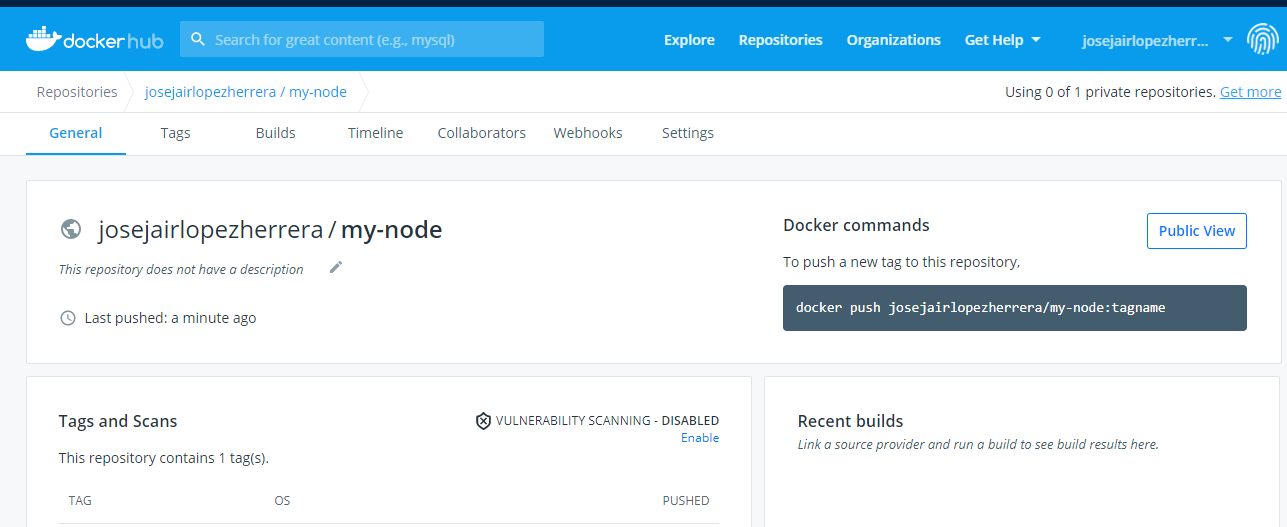 dockerhub
Search for great content (e.g., mysql)
Explore
Repositories
Organizations
Get Help
josejairlopezherr...
Repositories
josejairlopezherrera / my-node
Using 0 of 1 private repositories. Get more
General
Tags
Builds
Timeline
Collaborators
Webhooks
Settings
josejairlopezherrera / my-node
This repository does not have a description
Last pushed: a minute ago
Docker commands
Public View
To push a new tag to this repository,
docker push josejairlopezherrera/my-node:tagname
Tags and Scans
VULNERABILITY SCANNING - DISABLED
Enable
This repository contains 1 tag(s).
TAG
OS
PUSHED
Recent builds
Link a source provider and run a build to see build results here.